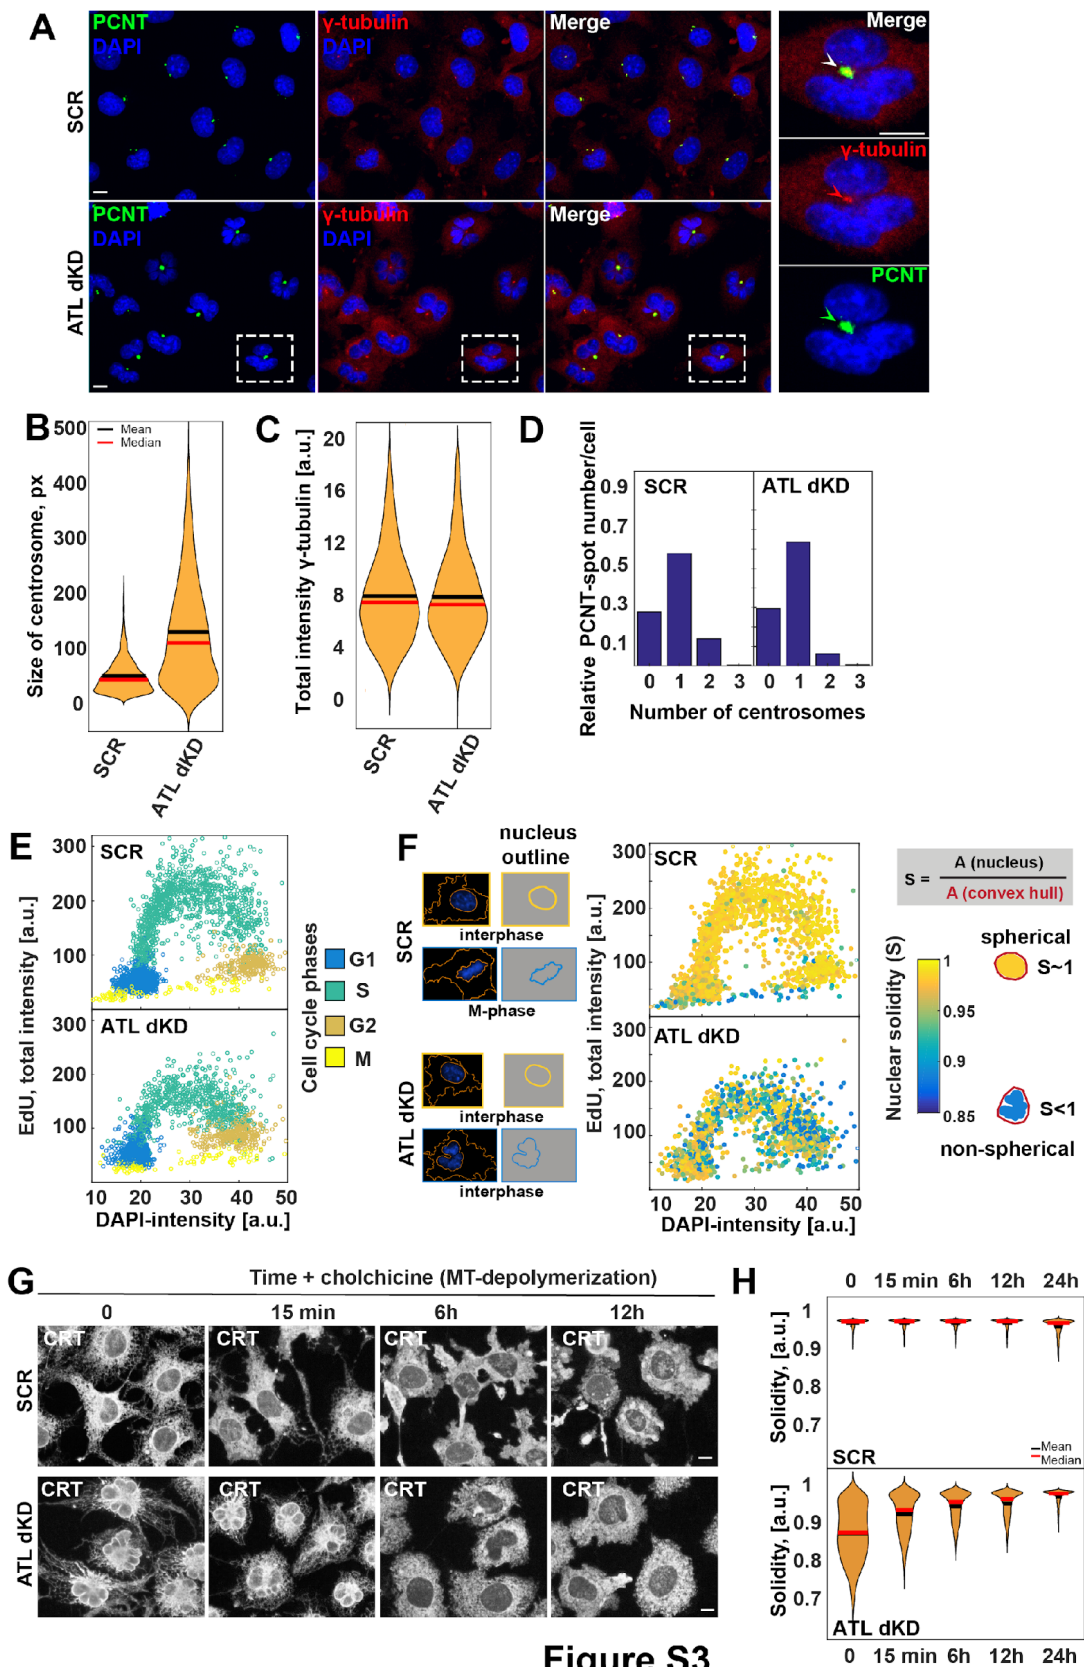 A
PCNT
DAPI
γ-tubulin
DAPI
Merge
Merge
SCR
γ-tubulin
PCNT
DAPI
γ-tubulin
DAPI
Merge
PCNT
ATL dKD
B
500
400
300
200
100
0
Size of centrosome, px
Mean
Median
SCR
ATL dKD
C
20
16
12
8
4
0
Total intensity γ-tubulin [a.u.]
SCR
ATL dKD
D
SCR
ATL dKD
0.9
0.7
0.5
0.3
0.1
Relative PCNT-spot number/cell
0 1 2 3 0 1 2 3
Number of centrosomes
E
SCR
300
200
100
ATL dKD
300
200
100
EdU, total intensity [a.u.]
10 20 30 40 50
DAPI-intensity [a.u.]
Cell cycle phases
G1
S
G2
M
F
nucleus
outline
SCR
interphase
M-phase
ATL dKD
interphase
interphase
SCR
300
200
100
ATL dKD
300
200
100
EdU, total intensity [a.u.]
10 20 30 40 50
DAPI-intensity [a.u.]
S = A (nucleus)
A (convex hull)
Nuclear solidity (S)
1
0.95
0.9
0.85
spherical
S~1
S<1
non-spherical
G
Time + cholchicine (MT-depolymerization)
0 15 min 6h 12h
SCR
CRT CRT CRT CRT
ATL dKD
CRT CRT CRT CRT
H
0 15 min 6h 12h 24h
1
0.9
0.8
0.7
Solidity, [a.u.]
SCR
Mean
Median
1
0.9
0.8
0.7
Solidity, [a.u.]
ATL dKD
0 15 min 6h 12h 24h
Figure S3